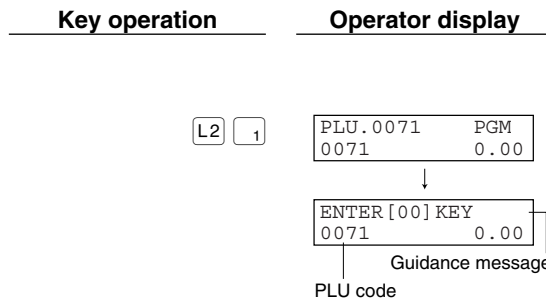 Key operation Operator display
L2 1 PLU.0071 PGM
0071 0.00
↓
ENTER[00]KEY
0071 0.00
Guidance message
PLU code